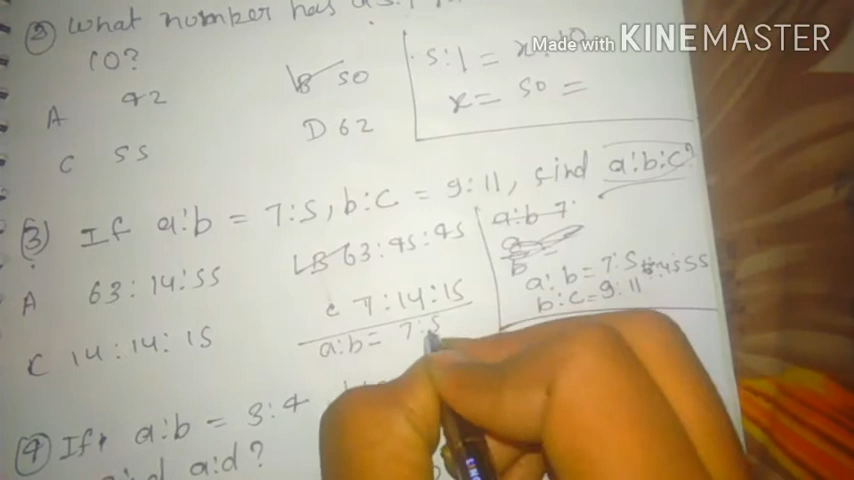 Made with KINEMASTER
② What number has a 5:1
10?
A 42
B 50
C 55
D 62
5:1 = x:10
x = 50 =
③ If a:b = 7:5, b:c = 9:11, find a:b:c?
A 63:14:55
B 63:45:45
C 14:14:15
c 7:14:15
a:b = 7:5
a:b 7:
a
b =
a:b = 7:5
b:c = 9:11
④ If a:b = 3:4
a:d?